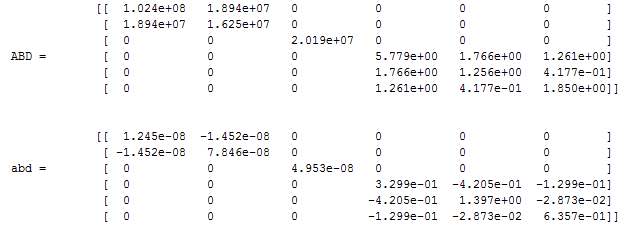 [[ 1.024e+08 1.894e+07 0 0 0 0 ]
[ 1.894e+07 1.625e+07 0 0 0 0 ]
[ 0 0 2.019e+07 0 0 0 ]
ABD = [ 0 0 0 5.779e+00 1.766e+00 1.261e+00]
[ 0 0 0 1.766e+00 1.256e+00 4.177e-01]
[ 0 0 0 1.261e+00 4.177e-01 1.850e+00]]
[[ 1.245e-08 -1.452e-08 0 0 0 0 ]
[ -1.452e-08 7.846e-08 0 0 0 0 ]
[ 0 0 4.953e-08 0 0 0 ]
abd = [ 0 0 0 3.299e-01 -4.205e-01 -1.299e-01]
[ 0 0 0 -4.205e-01 1.397e+00 -2.873e-02]
[ 0 0 0 -1.299e-01 -2.873e-02 6.357e-01]]